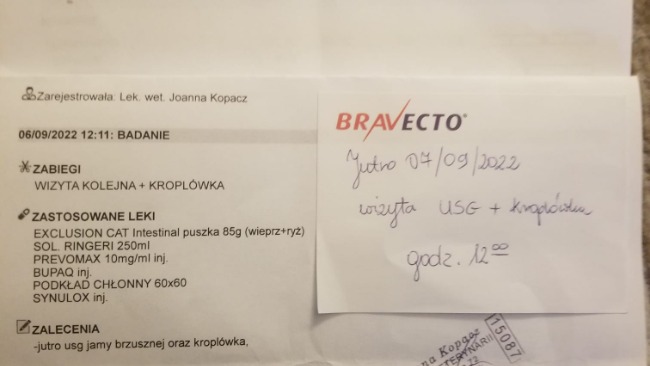 Zarejestrowała: Lek. wet. Joanna Kopacz
06/09/2022 12:11: BADANIE
ZABIEGI
WIZYTA KOLEJNA + KROPLÓWKA
ZASTOSOWANE LEKI
EXCLUSION CAT Intestinal puszka 85g (wieprz+ryż)
SOL. RINGERI 250ml
PREVOMAX 10mg/ml inj.
BUPAQ inj.
PODKŁAD CHŁONNY 60x60
SYNULOX inj.
ZALECENIA
-jutro usg jamy brzusznej oraz kroplówka,
BRAVECTO®
Jutro 07/09/2022
wizyta USG + kroplówka
godz. 12⁰⁰
na Kopacz
15087